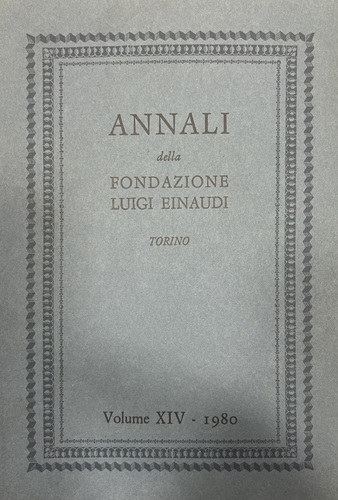 ANNALI
della
FONDAZIONE
LUIGI EINAUDI
TORINO
Volume XIV - 1980